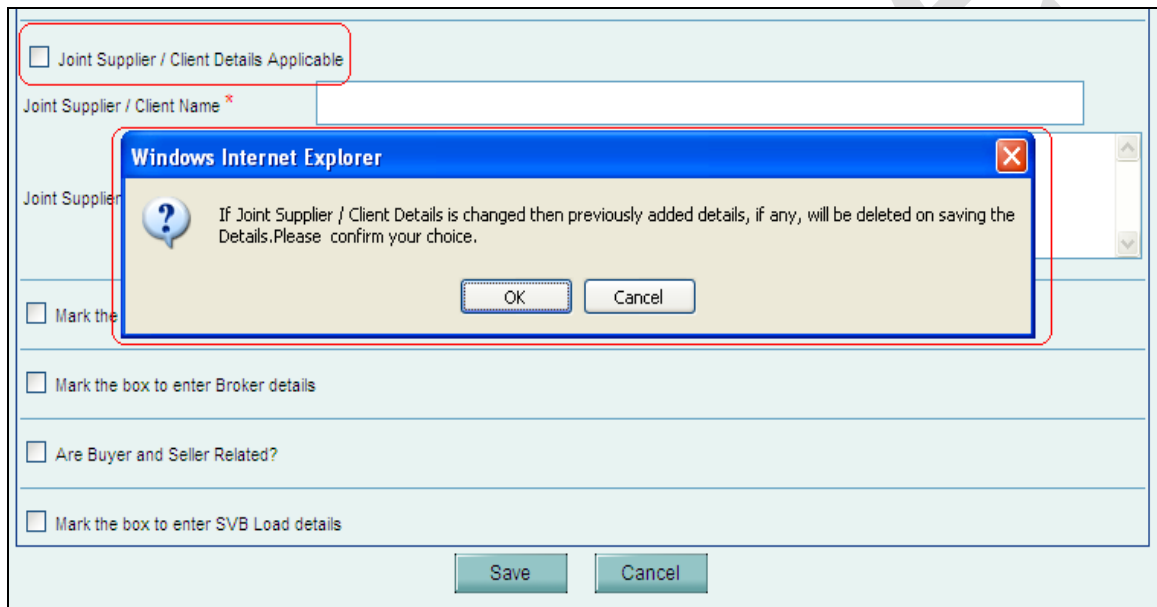 Joint Supplier / Client Details Applicable
Joint Supplier / Client Name *
Windows Internet Explorer
Joint Supplier
If Joint Supplier / Client Details is changed then previously added details, if any, will be deleted on saving the
Details.Please confirm your choice.
OK Cancel
Mark the
Mark the box to enter Broker details
Are Buyer and Seller Related?
Mark the box to enter SVB Load details
Save Cancel